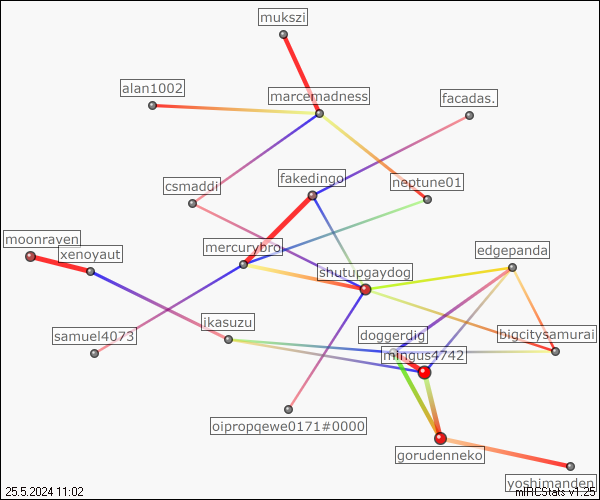 mukszi
alan1002
marcemadness
facadas.
csmaddi
fakedingo
neptune01
moonraven
xenoyaut
mercurybro
shutupgaydog
edgepanda
samuel4073
ikasuzu
doggerdig
bigcitysamurai
mingus4742
oipropqewe0171#0000
gorudenneko
yoshimanden
25.5.2024 11:02
mIRCStats v1.25